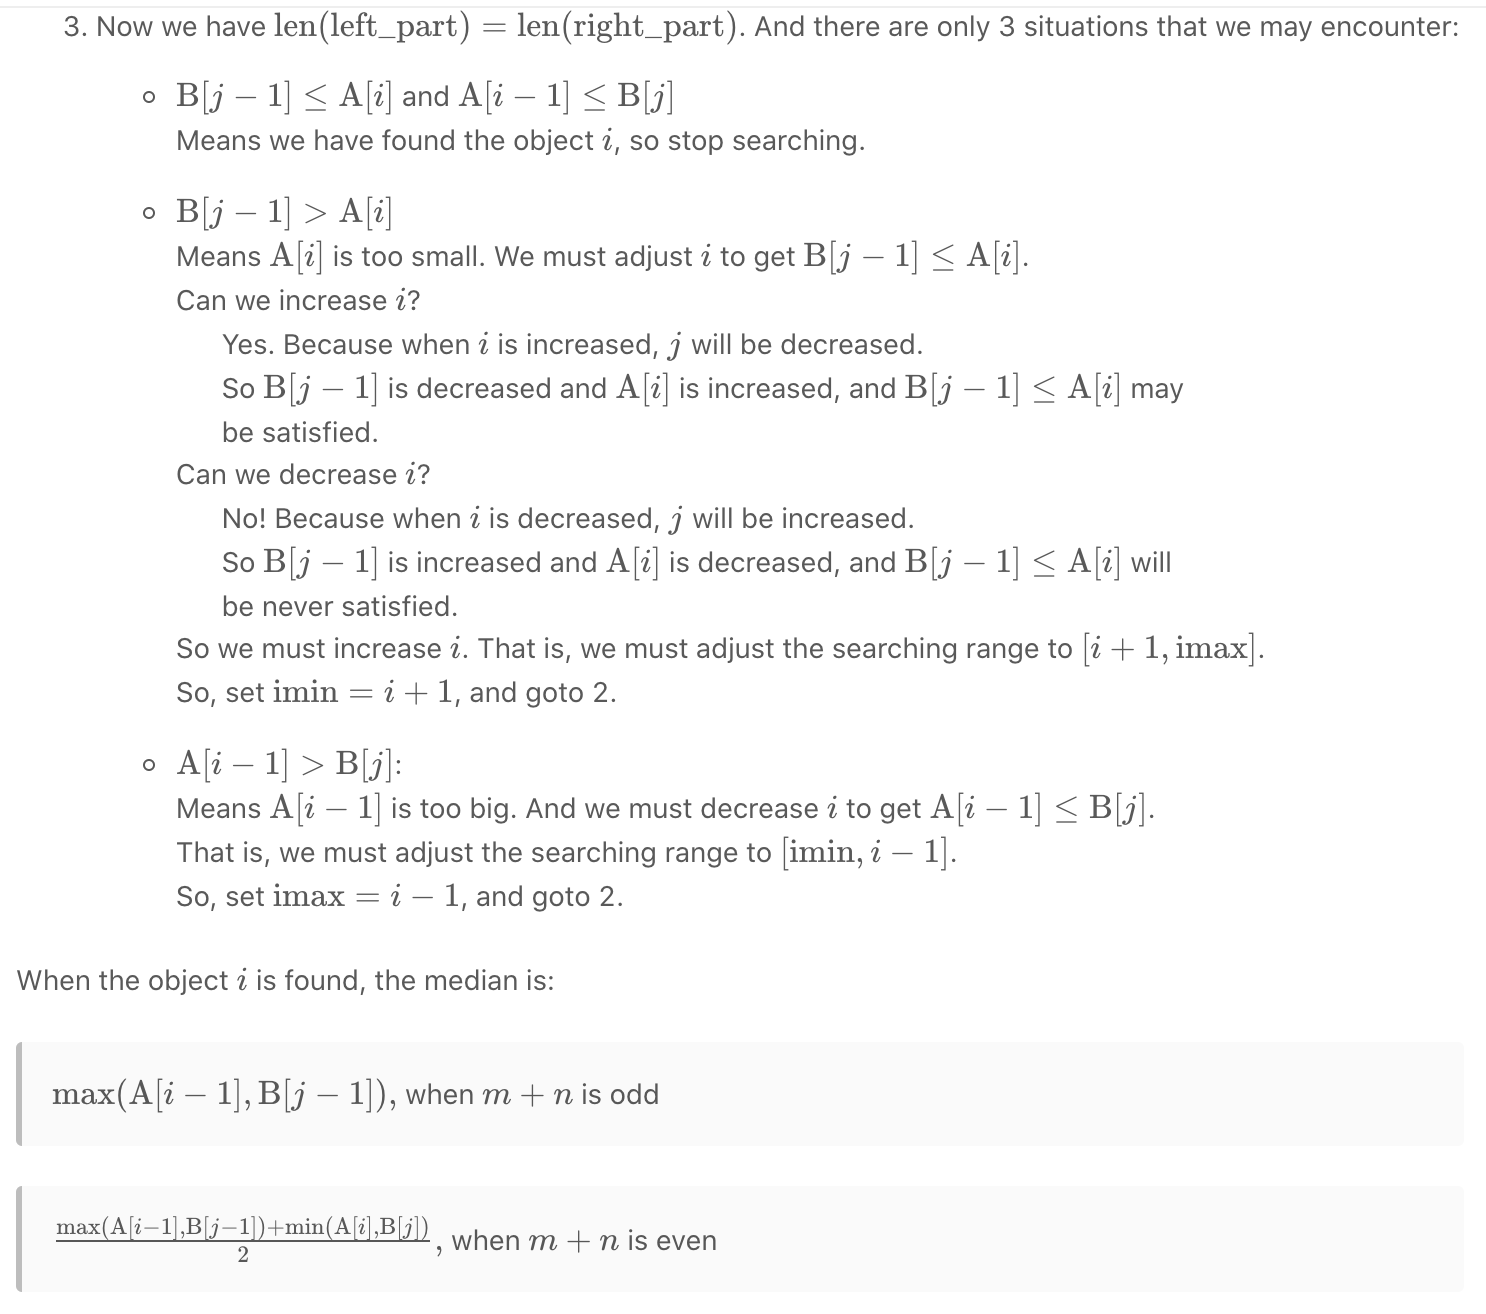 3. Now we have len(left_part) = len(right_part). And there are only 3 situations that we may encounter:
∘ B[j − 1] ≤ A[i] and A[i − 1] ≤ B[j]
Means we have found the object i, so stop searching.
∘ B[j − 1] > A[i]
Means A[i] is too small. We must adjust i to get B[j − 1] ≤ A[i].
Can we increase i?
Yes. Because when i is increased, j will be decreased.
So B[j − 1] is decreased and A[i] is increased, and B[j − 1] ≤ A[i] may
be satisfied.
Can we decrease i?
No! Because when i is decreased, j will be increased.
So B[j − 1] is increased and A[i] is decreased, and B[j − 1] ≤ A[i] will
be never satisfied.
So we must increase i. That is, we must adjust the searching range to [i + 1, imax].
So, set imin = i + 1, and goto 2.
∘ A[i − 1] > B[j]:
Means A[i − 1] is too big. And we must decrease i to get A[i − 1] ≤ B[j].
That is, we must adjust the searching range to [imin, i − 1].
So, set imax = i − 1, and goto 2.
When the object i is found, the median is:
max(A[i − 1], B[j − 1]), when m + n is odd
max(A[i−1],B[j−1])+min(A[i],B[j])
2
, when m + n is even